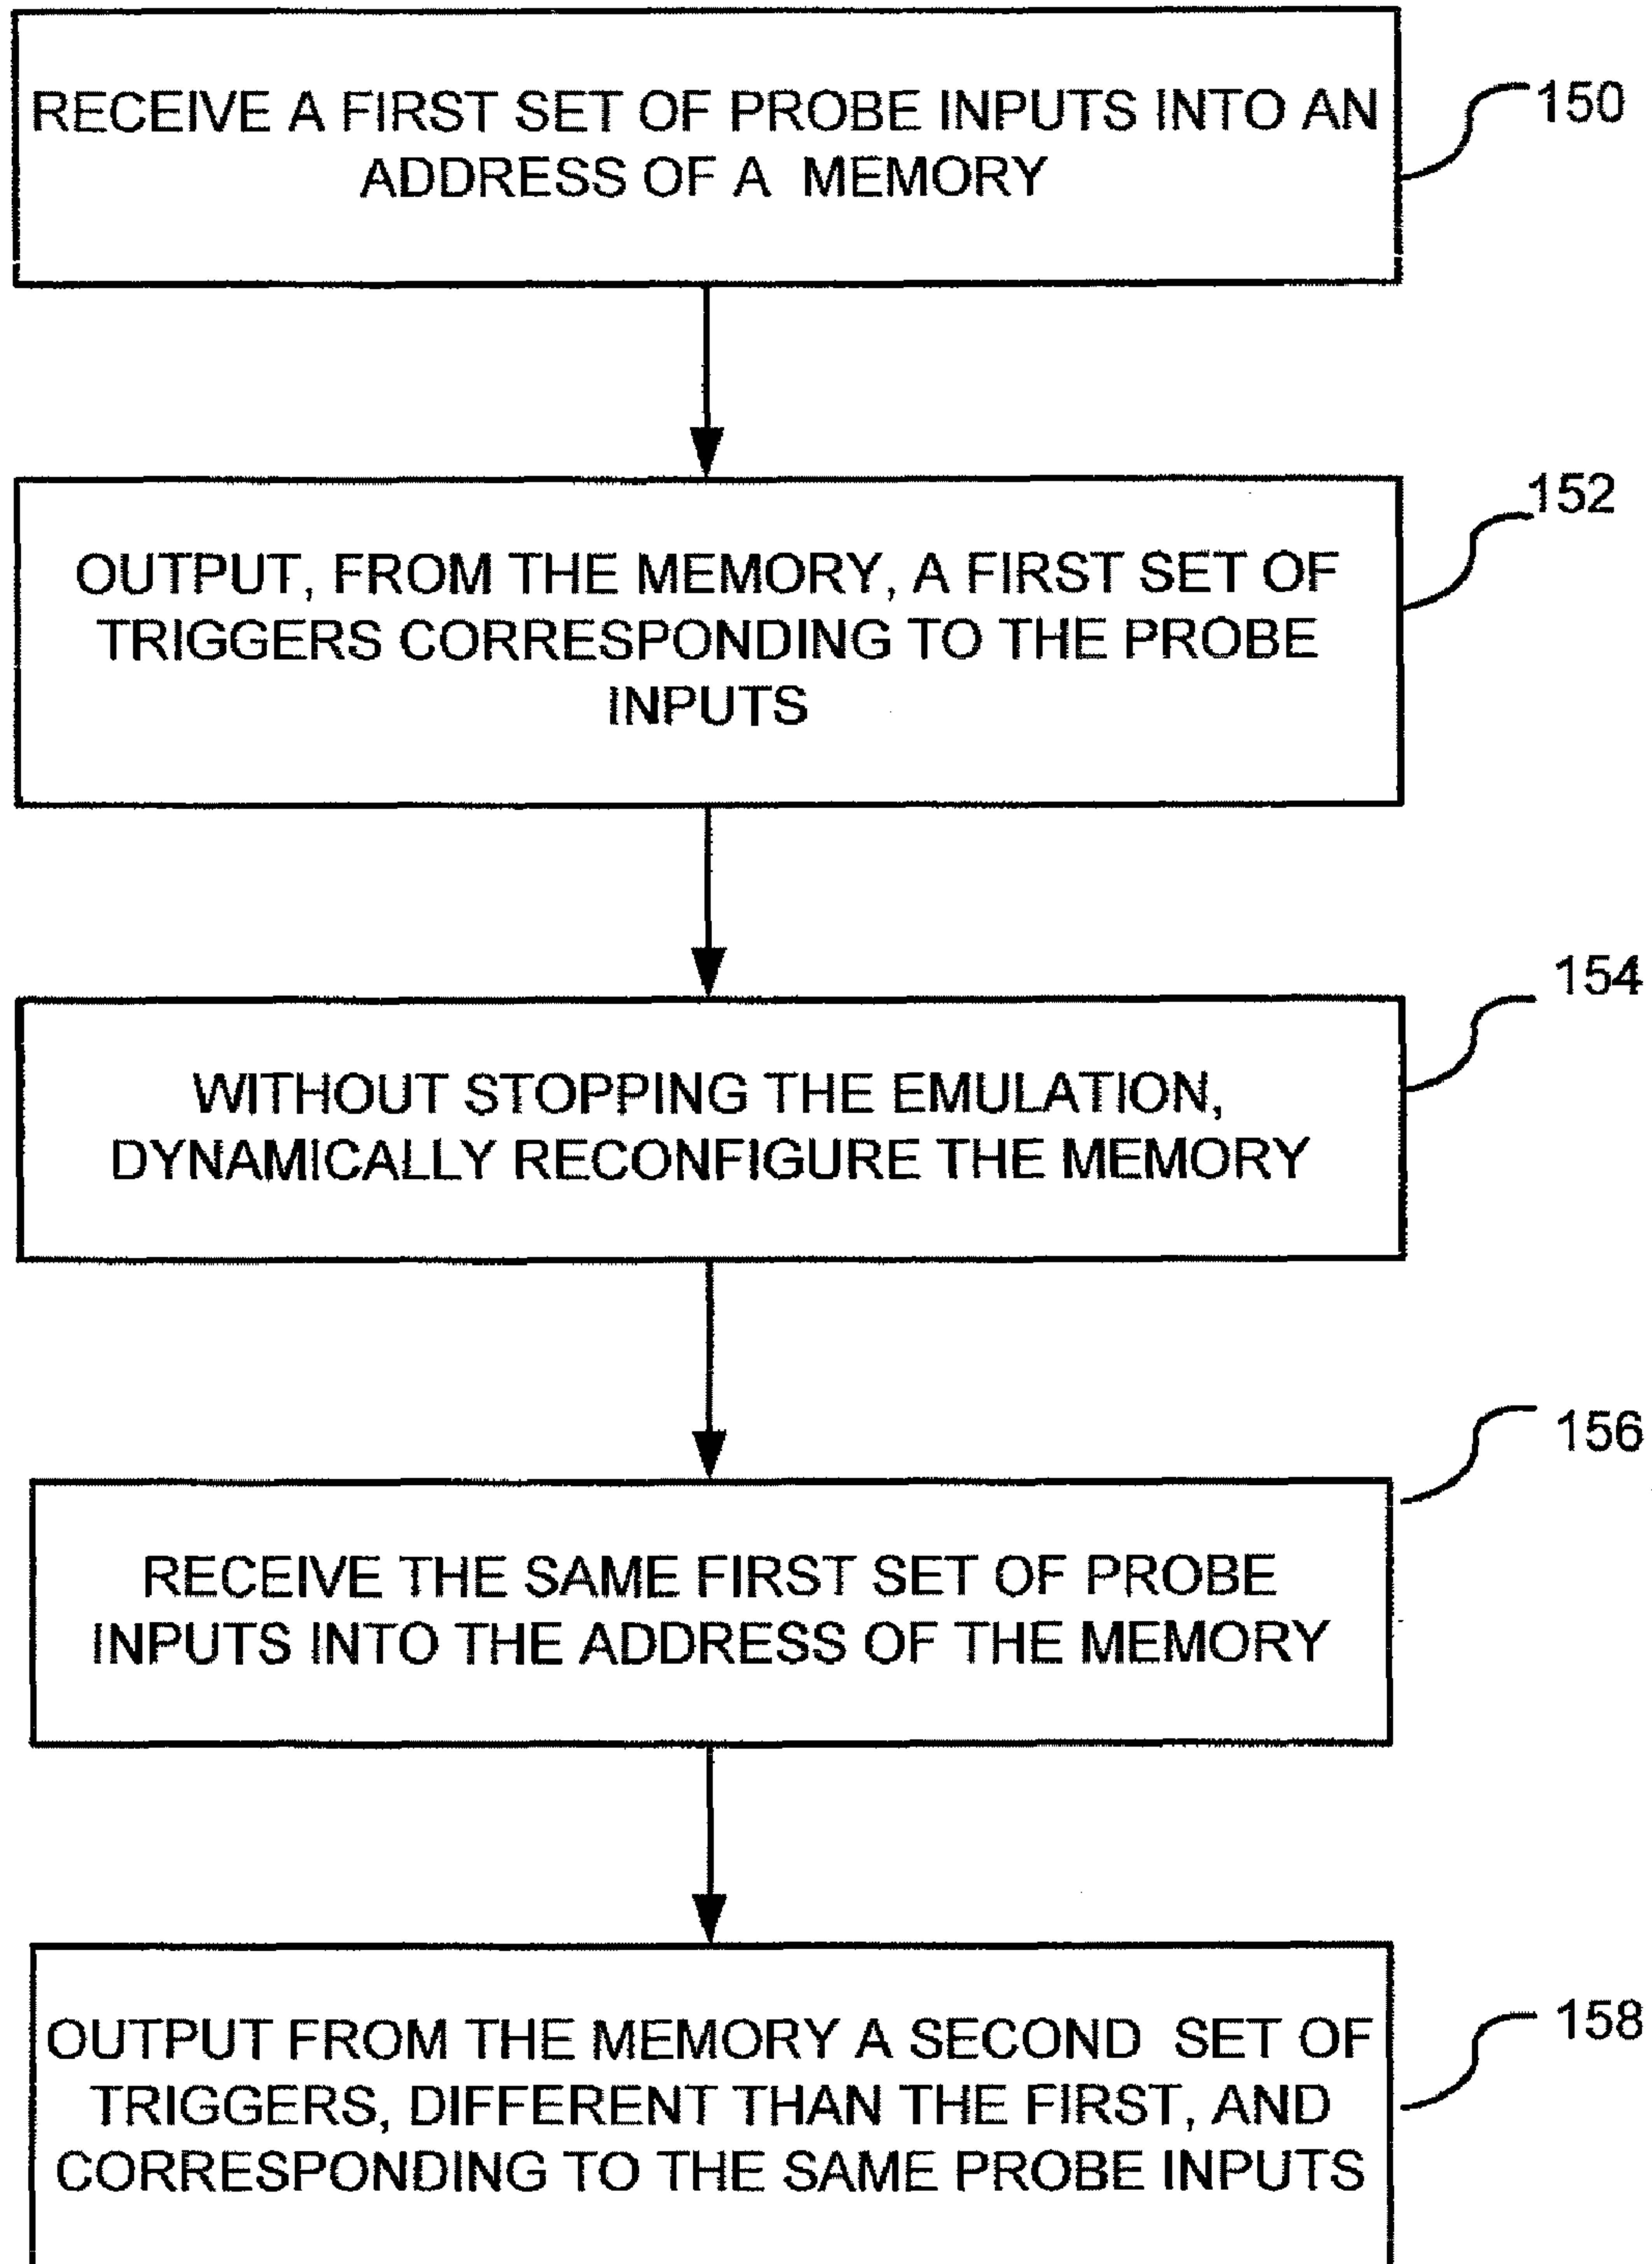 RECEIVE A FIRST SET OF PROBE INPUTS INTO AN
ADDRESS OF A MEMORY
150
OUTPUT, FROM THE MEMORY, A FIRST SET OF
TRIGGERS CORRESPONDING TO THE PROBE
INPUTS
152
WITHOUT STOPPING THE EMULATION,
DYNAMICALLY RECONFIGURE THE MEMORY
154
RECEIVE THE SAME FIRST SET OF PROBE
INPUTS INTO THE ADDRESS OF THE MEMORY
156
OUTPUT FROM THE MEMORY A SECOND SET OF
TRIGGERS, DIFFERENT THAN THE FIRST, AND
CORRESPONDING TO THE SAME PROBE INPUTS
158